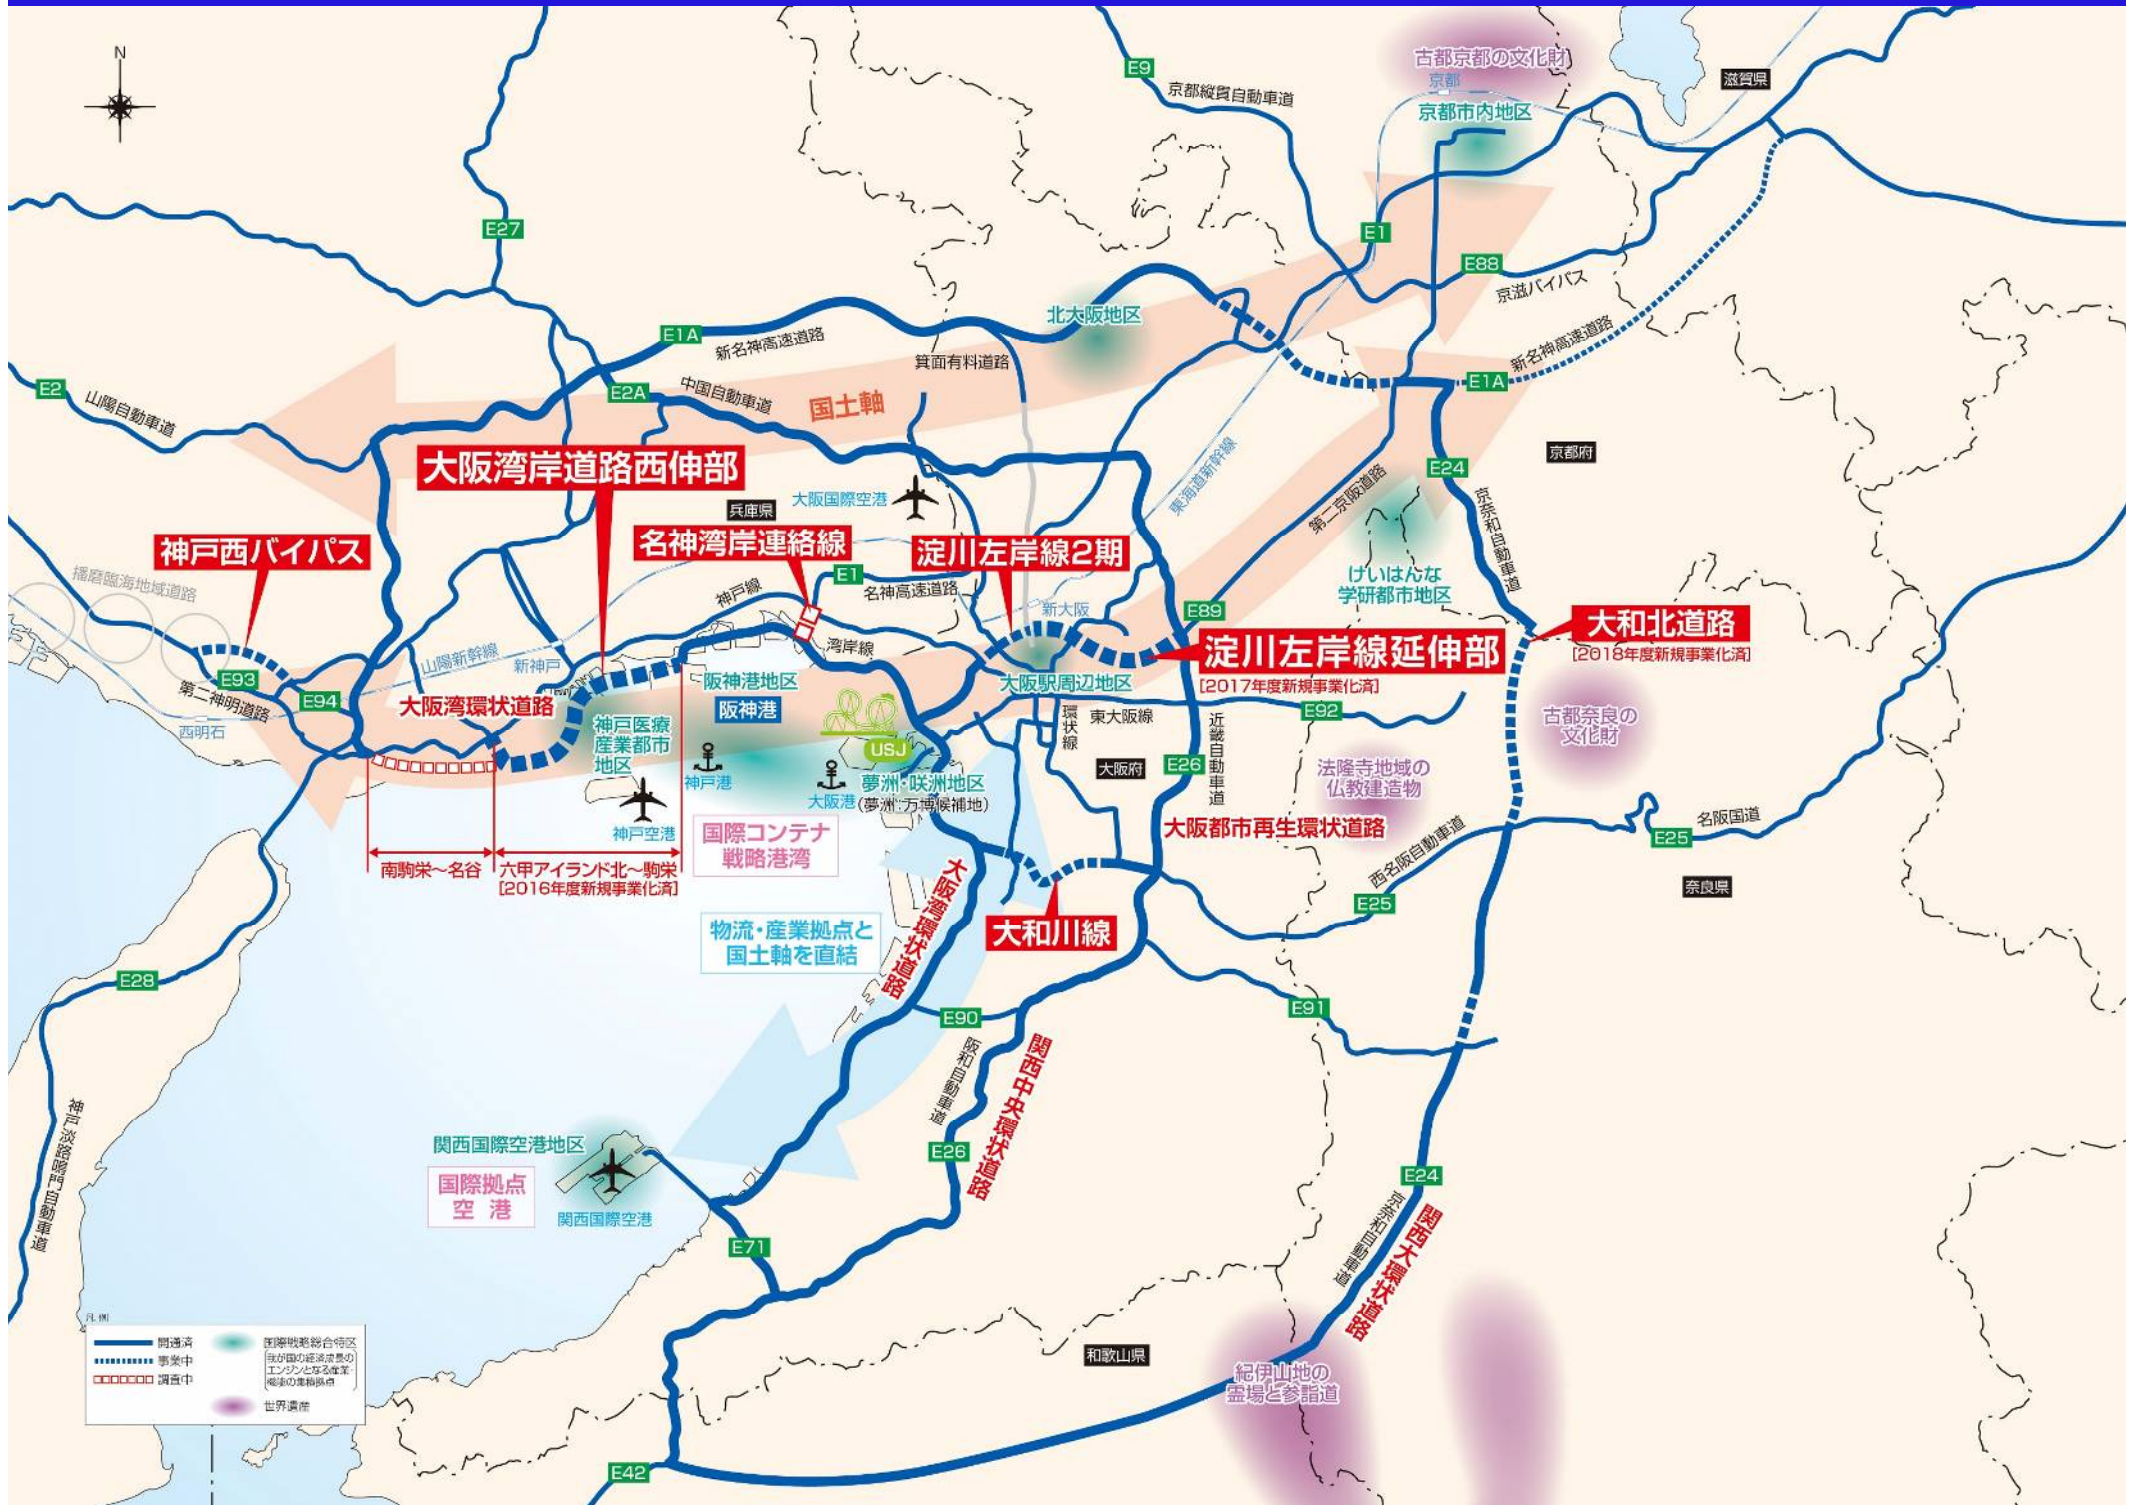 N
E9
京都縦貫自動車道
古都京都の文化財
京都
京都市内地区
滋賀県
E27
E1
E88
京滋バイパス
北大阪地区
E1A
新名神高速道路
箕面有料道路
新名神高速道路
E1A
E2
山陽自動車道
E2A
中国自動車道
国土軸
大阪湾岸道路西伸部
大阪国際空港
兵庫県
東海道新幹線
第二京阪道路
E24
京奈和自動車道
京都府
神戸西バイパス
名神湾岸連絡線
淀川左岸線2期
播磨臨海地域道路
神戸線
E1
名神高速道路
けいはんな
学研都市地区
新大阪
E89
淀川左岸線延伸部
[2017年度新規事業化済]
大和北道路
[2018年度新規事業化済]
山陽新幹線
新神戸
湾岸線
E93
第二神明道路
E94
西明石
大阪湾環状道路
阪神港地区
阪神港
大阪駅周辺地区
神戸医療
産業都市
地区
USJ
環状線
東大阪線
E92
近畿自動車道
古都奈良の
文化財
神戸港
大阪港
夢洲・咲洲地区
(夢洲:万博候補地)
大阪府
E26
法隆寺地域の
仏教建造物
神戸空港
国際コンテナ
戦略港湾
大阪都市再生環状道路
西名阪自動車道
E25
名阪国道
南駒栄～名谷
六甲アイランド北～駒栄
[2016年度新規事業化済]
大阪湾環状道路
E25
奈良県
物流・産業拠点と
国土軸を直結
大和川線
E28
E90
E91
阪和自動車道
関西中央環状道路
神戸淡路鳴門自動車道
関西国際空港地区
国際拠点
空 港
関西国際空港
E26
E24
京奈和自動車道
関西大環状道路
E71
和歌山県
紀伊山地の
霊場と参詣道
E42
凡 例
開通済
事業中
調査中
国際戦略総合特区
我が国の経済成長の
エンジンとなる産業・
機能の集積拠点
世界遺産